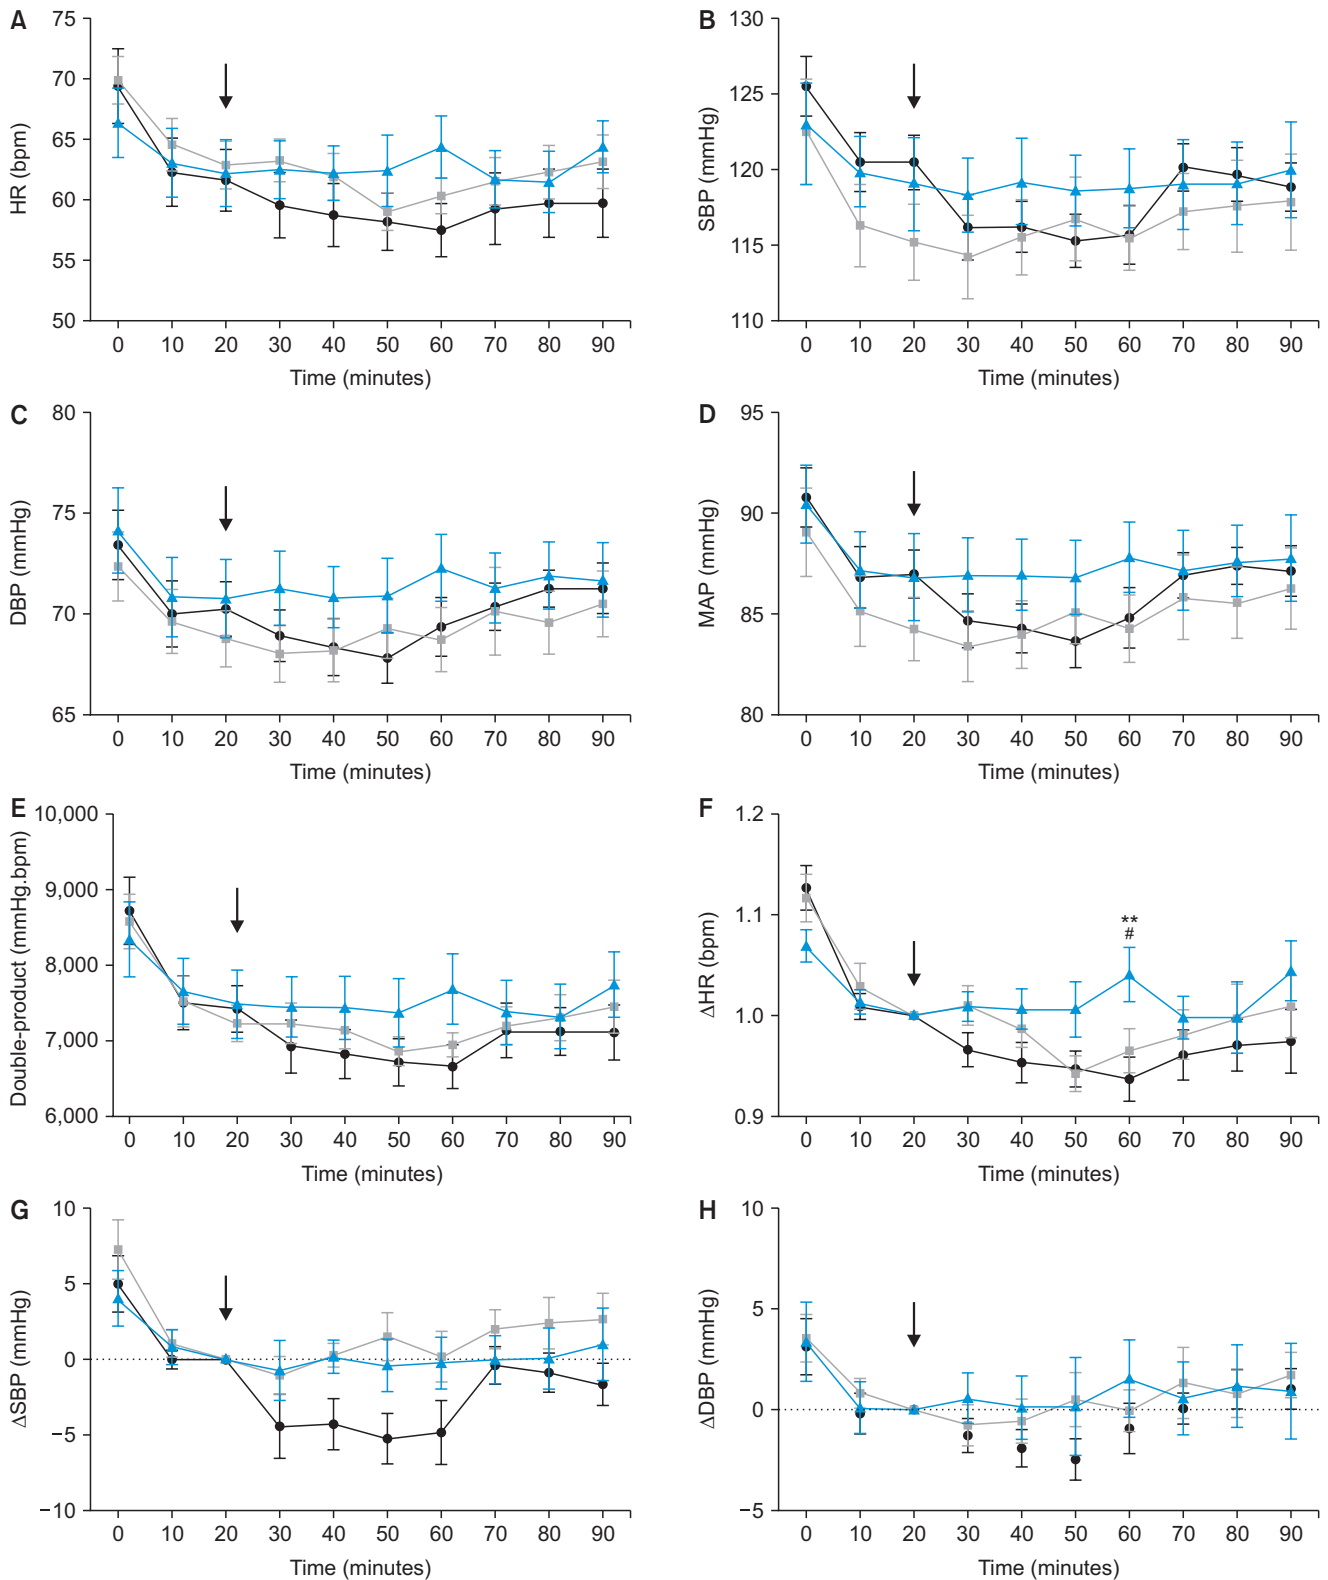 A
HR (bpm)
75
70
65
60
55
50
0 10 20 30 40 50 60 70 80 90
Time (minutes)
B
SBP (mmHg)
130
125
120
115
110
0 10 20 30 40 50 60 70 80 90
Time (minutes)
C
DBP (mmHg)
80
75
70
65
0 10 20 30 40 50 60 70 80 90
Time (minutes)
D
MAP (mmHg)
95
90
85
80
0 10 20 30 40 50 60 70 80 90
Time (minutes)
E
Double-product (mmHg.bpm)
10,000
9,000
8,000
7,000
6,000
0 10 20 30 40 50 60 70 80 90
Time (minutes)
F
ΔHR (bpm)
1.2
1.1
1.0
0.9
**
#
0 10 20 30 40 50 60 70 80 90
Time (minutes)
G
ΔSBP (mmHg)
10
5
0
−5
−10
0 10 20 30 40 50 60 70 80 90
Time (minutes)
H
ΔDBP (mmHg)
10
5
0
−5
0 10 20 30 40 50 60 70 80 90
Time (minutes)